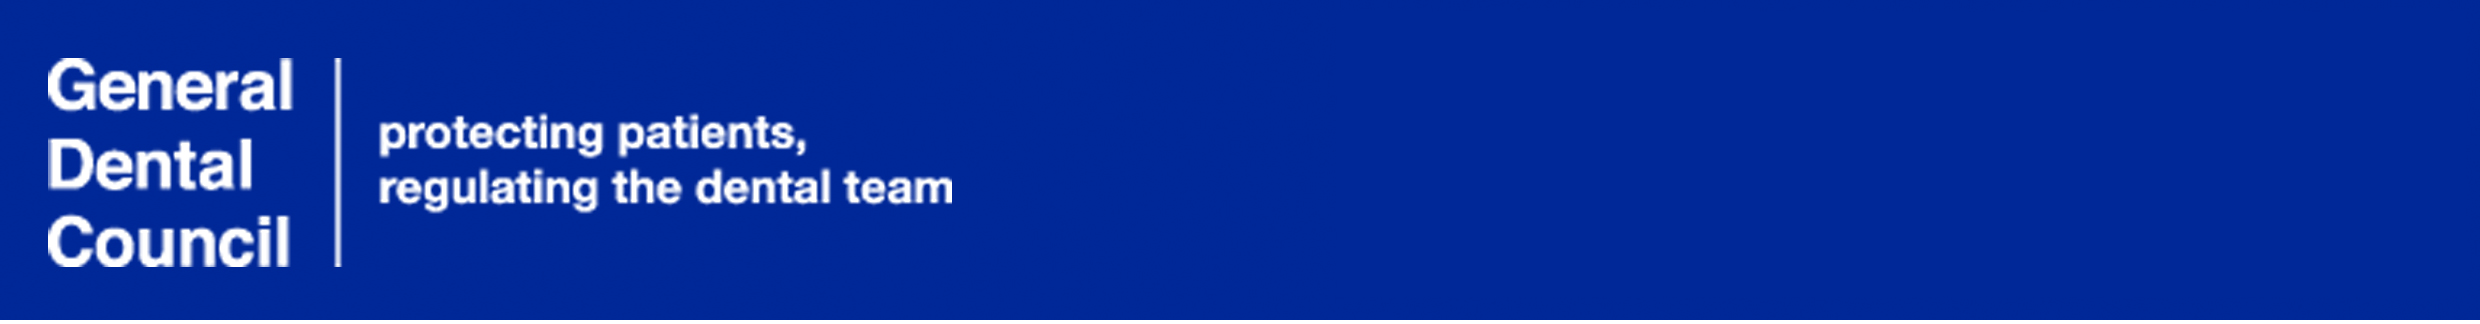 General
Dental
Council
protecting patients,
regulating the dental team